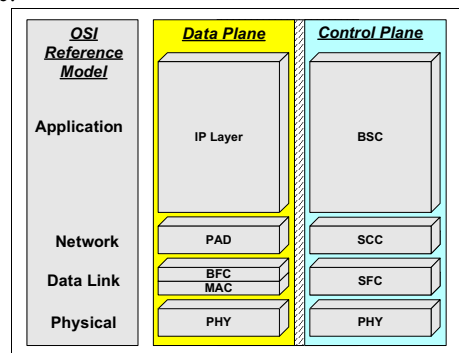 OSI
Reference
Model
Data Plane
Control Plane
Application
IP Layer
BSC
Network
PAD
SCC
Data Link
BFC
MAC
SFC
Physical
PHY
PHY